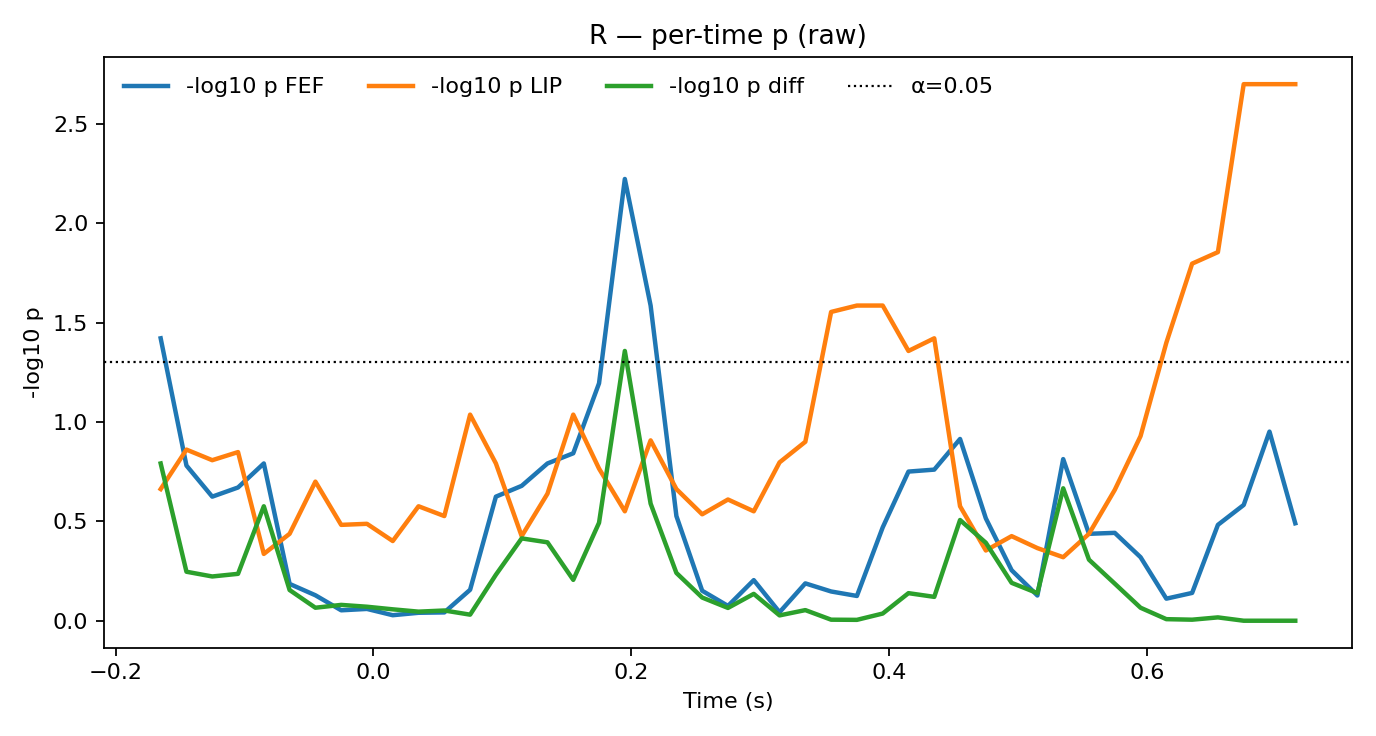 R — per-time p (raw)
-log10 p FEF
-log10 p LIP
-log10 p diff
α=0.05
-log10 p
2.5
2.0
1.5
1.0
0.5
0.0
−0.2
0.0
0.2
0.4
0.6
Time (s)